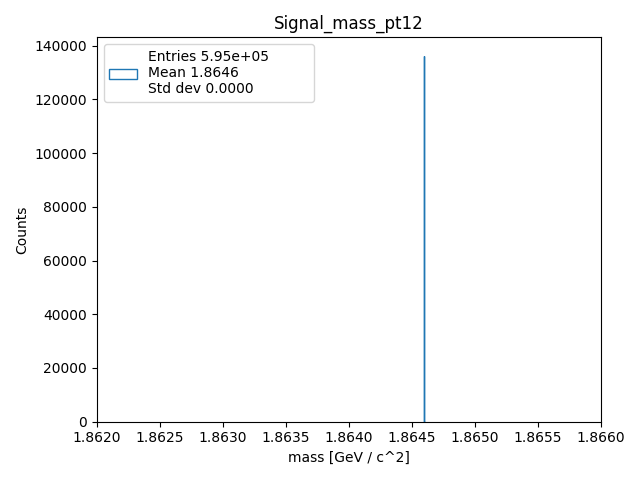 Signal_mass_pt12
Entries 5.95e+05
Mean 1.8646
Std dev 0.0000
140000
120000
100000
80000
60000
40000
20000
0
Counts
1.8620 1.8625 1.8630 1.8635 1.8640 1.8645 1.8650 1.8655 1.8660
mass [GeV / c^2]